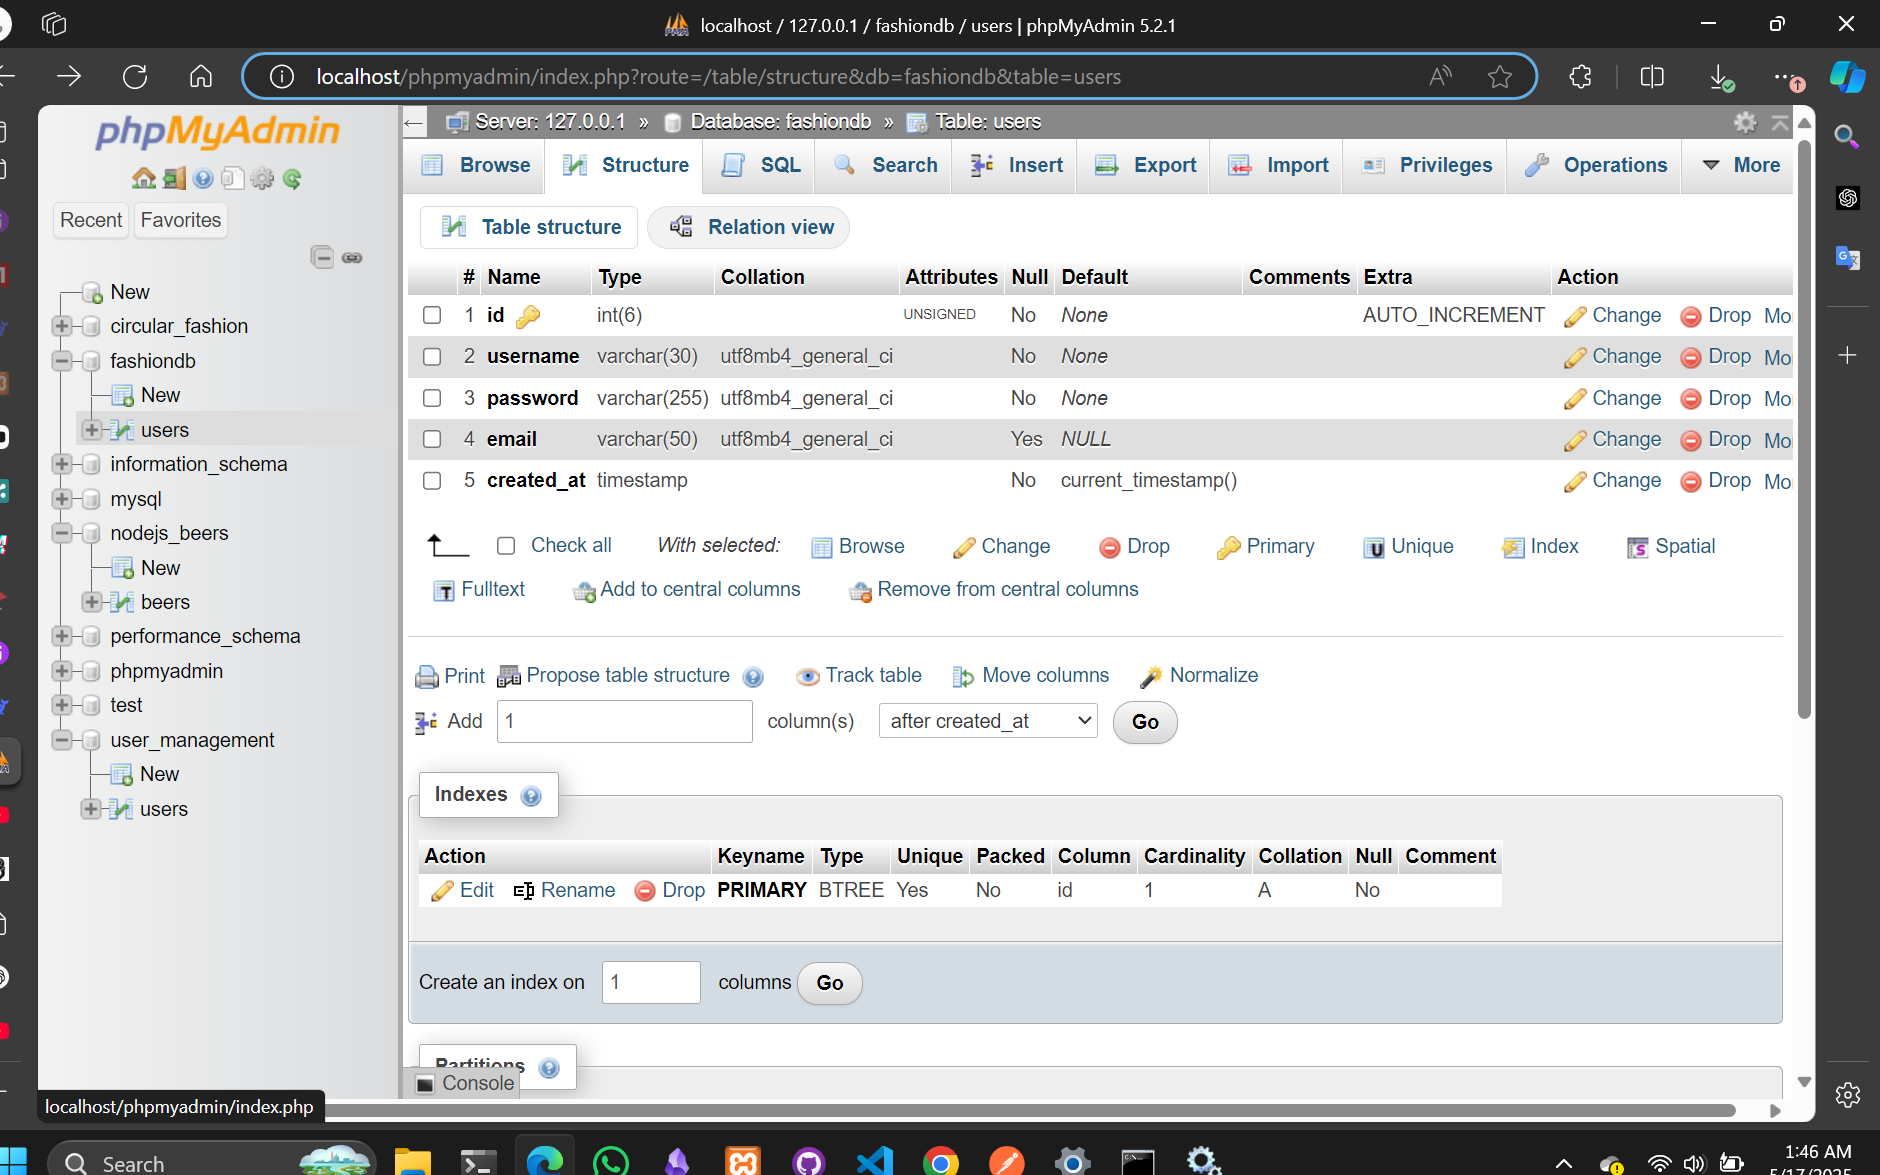 localhost / 127.0.0.1 / fashiondb / users | phpMyAdmin 5.2.1
localhost/phpmyadmin/index.php?route=/table/structure&db=fashiondb&table=users
phpMyAdmin
Recent Favorites
New
circular_fashion
fashiondb
New
users
information_schema
mysql
nodejs_beers
New
beers
performance_schema
phpmyadmin
test
user_management
New
users
localhost/phpmyadmin/index.php
Server: 127.0.0.1 » Database: fashiondb » Table: users
Browse Structure SQL Search Insert Export Import Privileges Operations More
Table structure Relation view
# Name Type Collation Attributes Null Default Comments Extra Action
1 id int(6) UNSIGNED No None AUTO_INCREMENT Change Drop Mo
2 username varchar(30) utf8mb4_general_ci No None Change Drop Mo
3 password varchar(255) utf8mb4_general_ci No None Change Drop Mo
4 email varchar(50) utf8mb4_general_ci Yes NULL Change Drop Mo
5 created_at timestamp No current_timestamp() Change Drop Mo
Check all With selected: Browse Change Drop Primary Unique Index Spatial
Fulltext Add to central columns Remove from central columns
Print Propose table structure Track table Move columns Normalize
Add 1 column(s) after created_at Go
Indexes
Action Keyname Type Unique Packed Column Cardinality Collation Null Comment
Edit Rename Drop PRIMARY BTREE Yes No id 1 A No
Create an index on 1 columns Go
Partitions
Console
Search
1:46 AM
5/17/2025